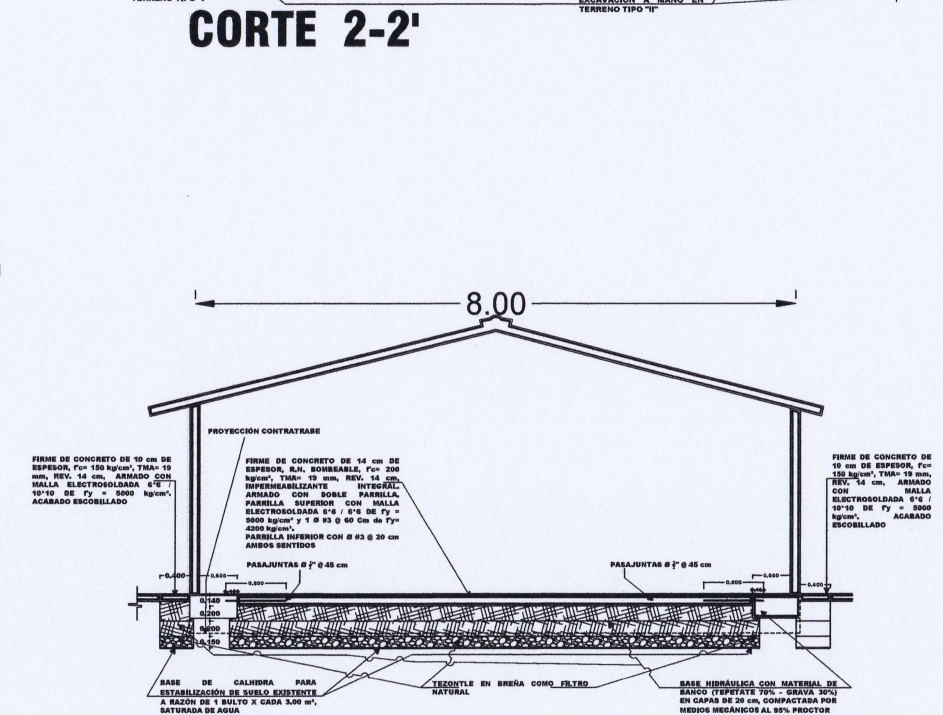 EXCAVACIÓN A MANO EN
TERRENO TIPO "II"
CORTE 2-2'
8.00
PROYECCIÓN CONTRATRABE
FIRME DE CONCRETO DE 10 cm DE
ESPESOR, f'c= 150 kg/cm², TMA= 19
mm, REV. 14 cm, ARMADO CON
MALLA ELECTROSOLDADA 6*6 /
10*10 DE f'y = 5000 kg/cm².
ACABADO ESCOBILLADO
FIRME DE CONCRETO DE 14 cm DE
ESPESOR, R.N. BOMBEABLE, f'c= 200
kg/cm², TMA= 19 mm, REV. 14 cm,
IMPERMEABILIZANTE INTEGRAL
ARMADO CON DOBLE PARRILLA,
PARRILLA SUPERIOR CON MALLA
ELECTROSOLDADA 6*6 / 6*6 DE f'y =
5000 kg/cm² y 1 Ø #3 @ 60 Cm de f'y=
4200 kg/cm².
PARRILLA INFERIOR CON Ø #3 @ 20 cm
AMBOS SENTIDOS
FIRME DE CONCRETO DE
10 cm DE ESPESOR, f'c=
150 kg/cm², TMA= 19 mm,
REV. 14 cm, ARMADO
CON MALLA
ELECTROSOLDADA 6*6 /
10*10 DE f'y = 5000
kg/cm². ACABADO
ESCOBILLADO
PASAJUNTAS Ø ½" @ 45 cm
PASAJUNTAS Ø ½" @ 45 cm
0,400
0,500
0,800
0,800
0,500
0,400
0,140
0,200
0,200
0,150
BASE DE CALHIDRA PARA
ESTABILIZACIÓN DE SUELO EXISTENTE
A RAZÓN DE 1 BULTO X CADA 3.00 m²,
SATURADA DE AGUA
TEZONTLE EN BREÑA COMO FILTRO
NATURAL
BASE HIDRÁULICA CON MATERIAL DE
BANCO (TEPETATE 70% - GRAVA 30%)
EN CAPAS DE 20 cm, COMPACTADA POR
MEDIOS MECÁNICOS AL 95% PROCTOR